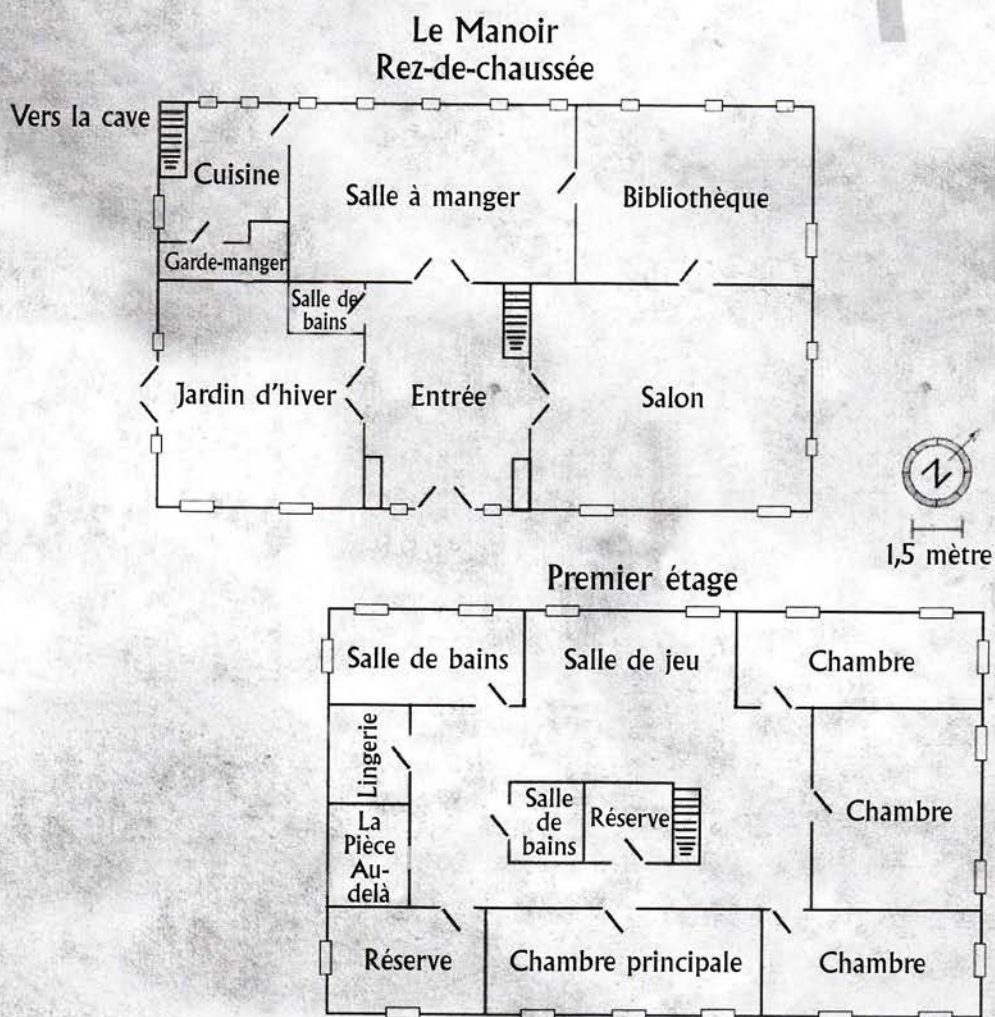 Le Manoir
Rez-de-chaussée
Vers la cave
Cuisine
Salle à manger
Bibliothèque
Garde-manger
Salle de
bains
Jardin d'hiver
Entrée
Salon
N
1,5 mètre
Premier étage
Salle de bains
Salle de jeu
Chambre
Lingerie
Salle
de
bains
Réserve
Chambre
La
Pièce
Au-
delà
Réserve
Chambre principale
Chambre